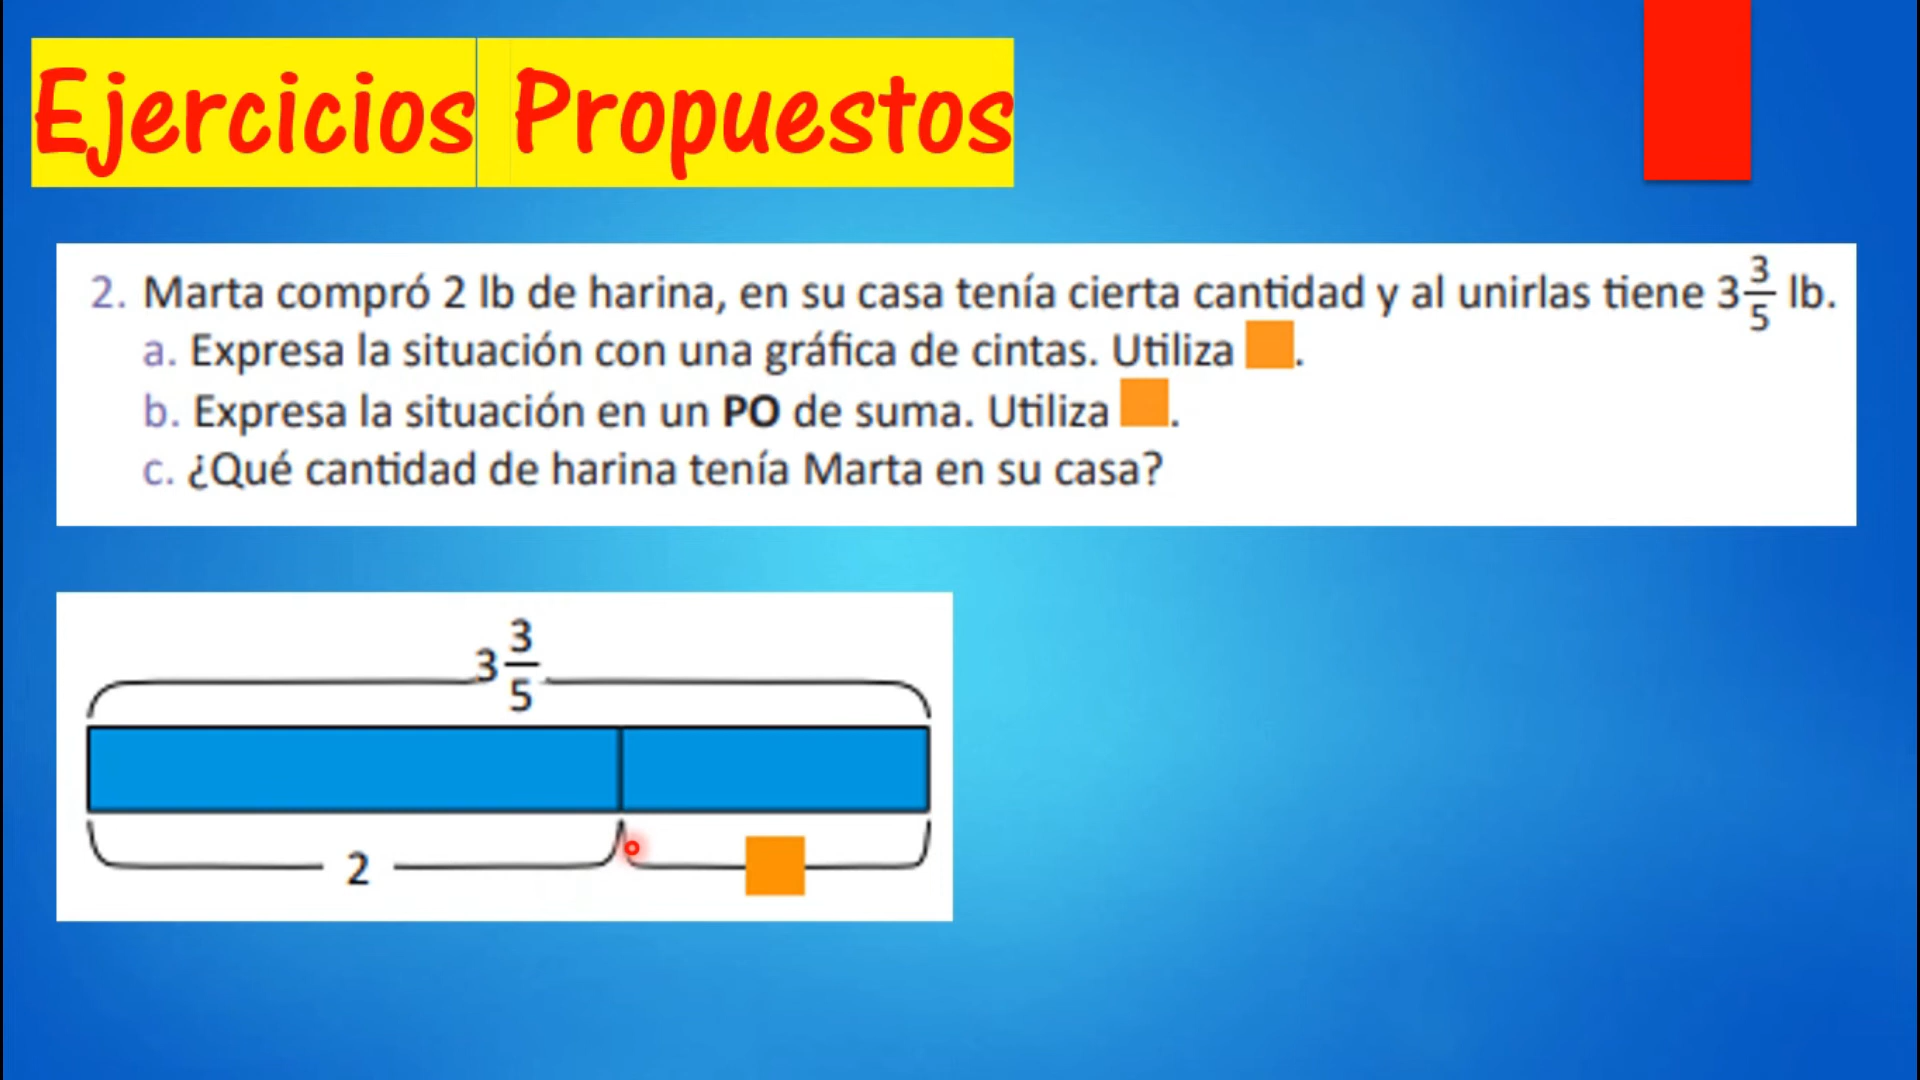 Ejercicios Propuestos
2. Marta compró 2 lb de harina, en su casa tenía cierta cantidad y al unirlas tiene 3 3/5 lb.
a. Expresa la situación con una gráfica de cintas. Utiliza .
b. Expresa la situación en un PO de suma. Utiliza .
c. ¿Qué cantidad de harina tenía Marta en su casa?
3 3/5
2